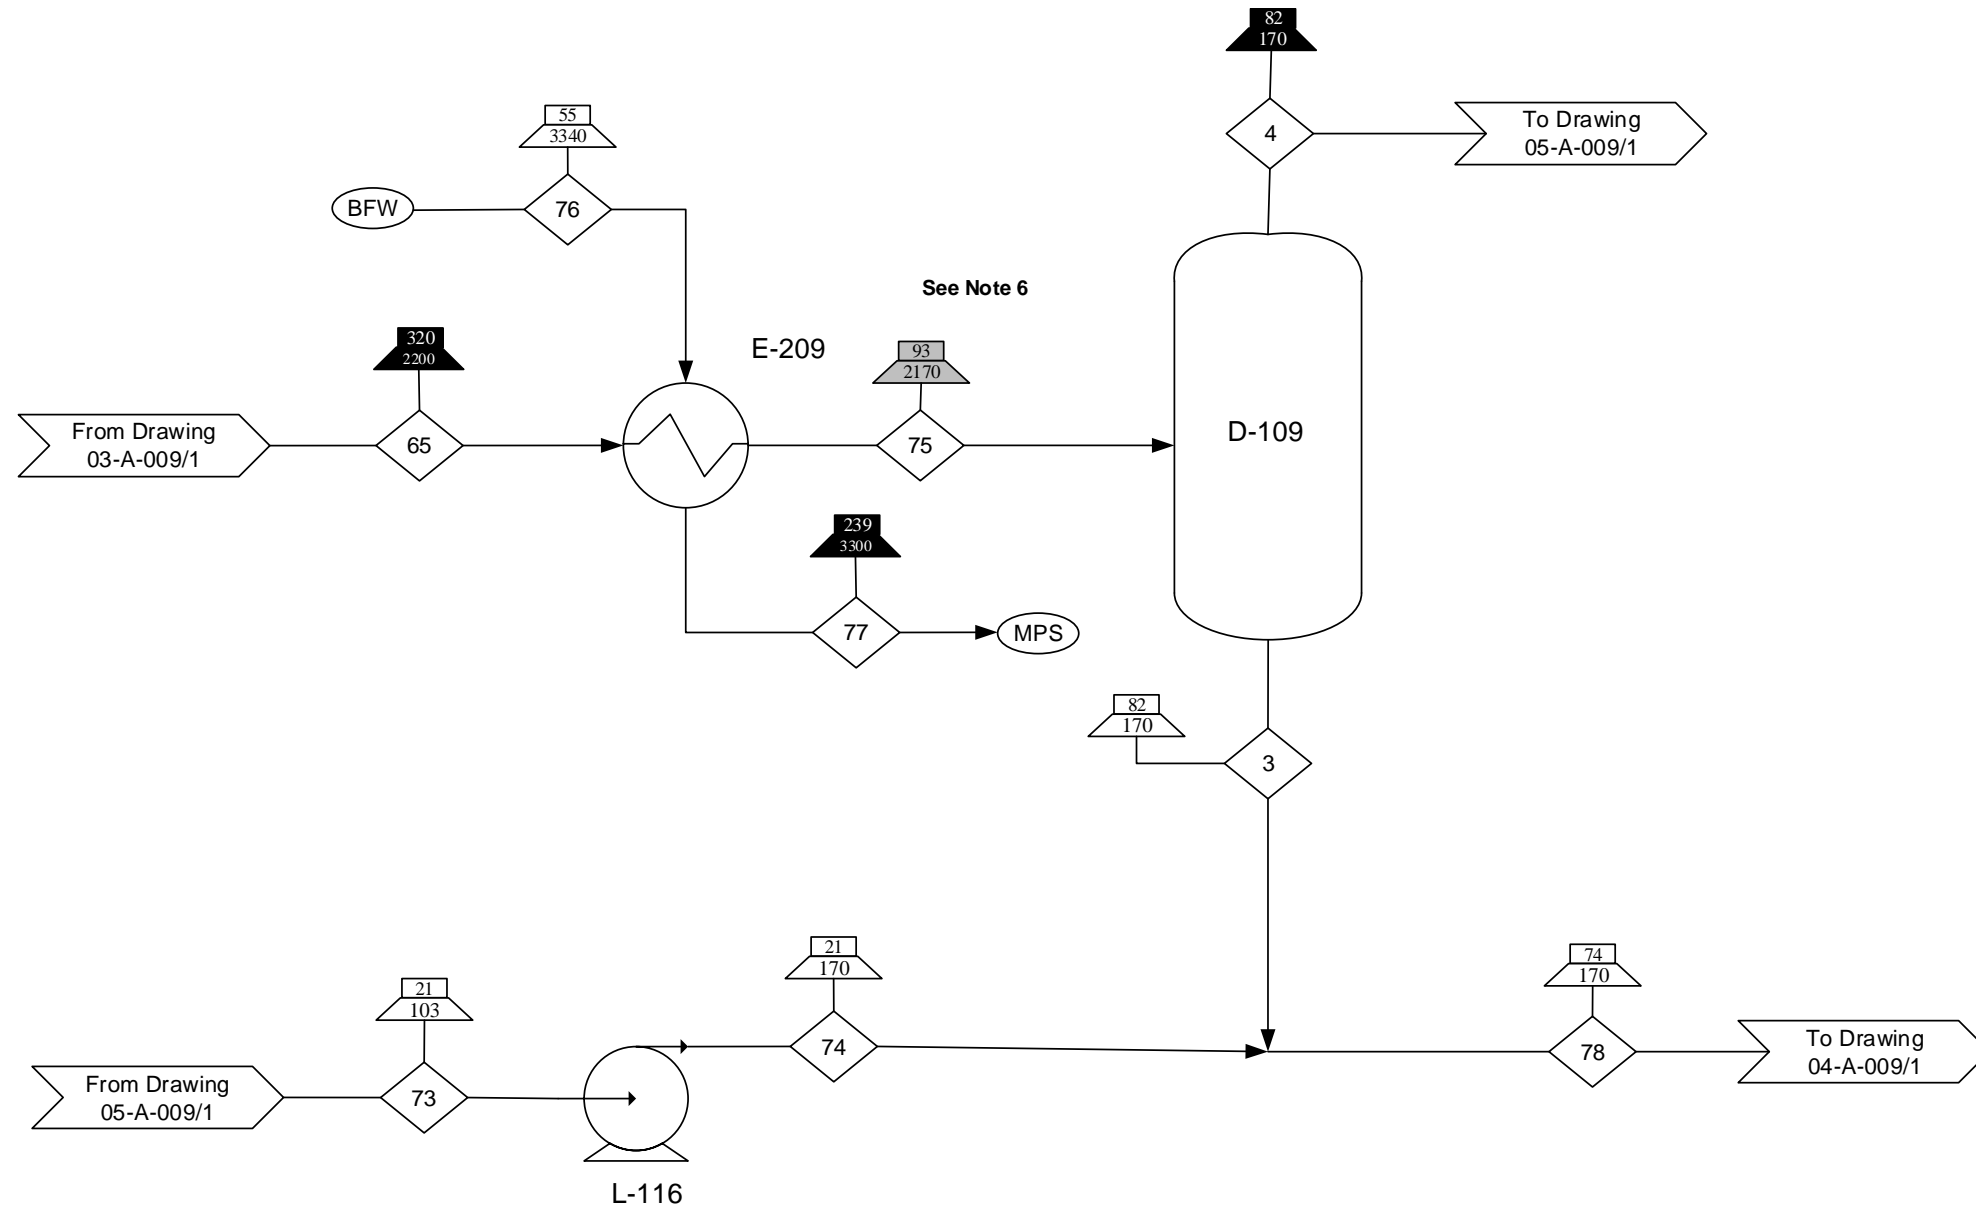 82
170
4
To Drawing
05-A-009/1
55
3340
BFW
76
See Note 6
320
2200
E-209
93
2170
From Drawing
03-A-009/1
65
75
D-109
239
3300
77
MPS
82
170
3
21
170
74
170
21
103
74
78
To Drawing
04-A-009/1
From Drawing
05-A-009/1
73
L-116